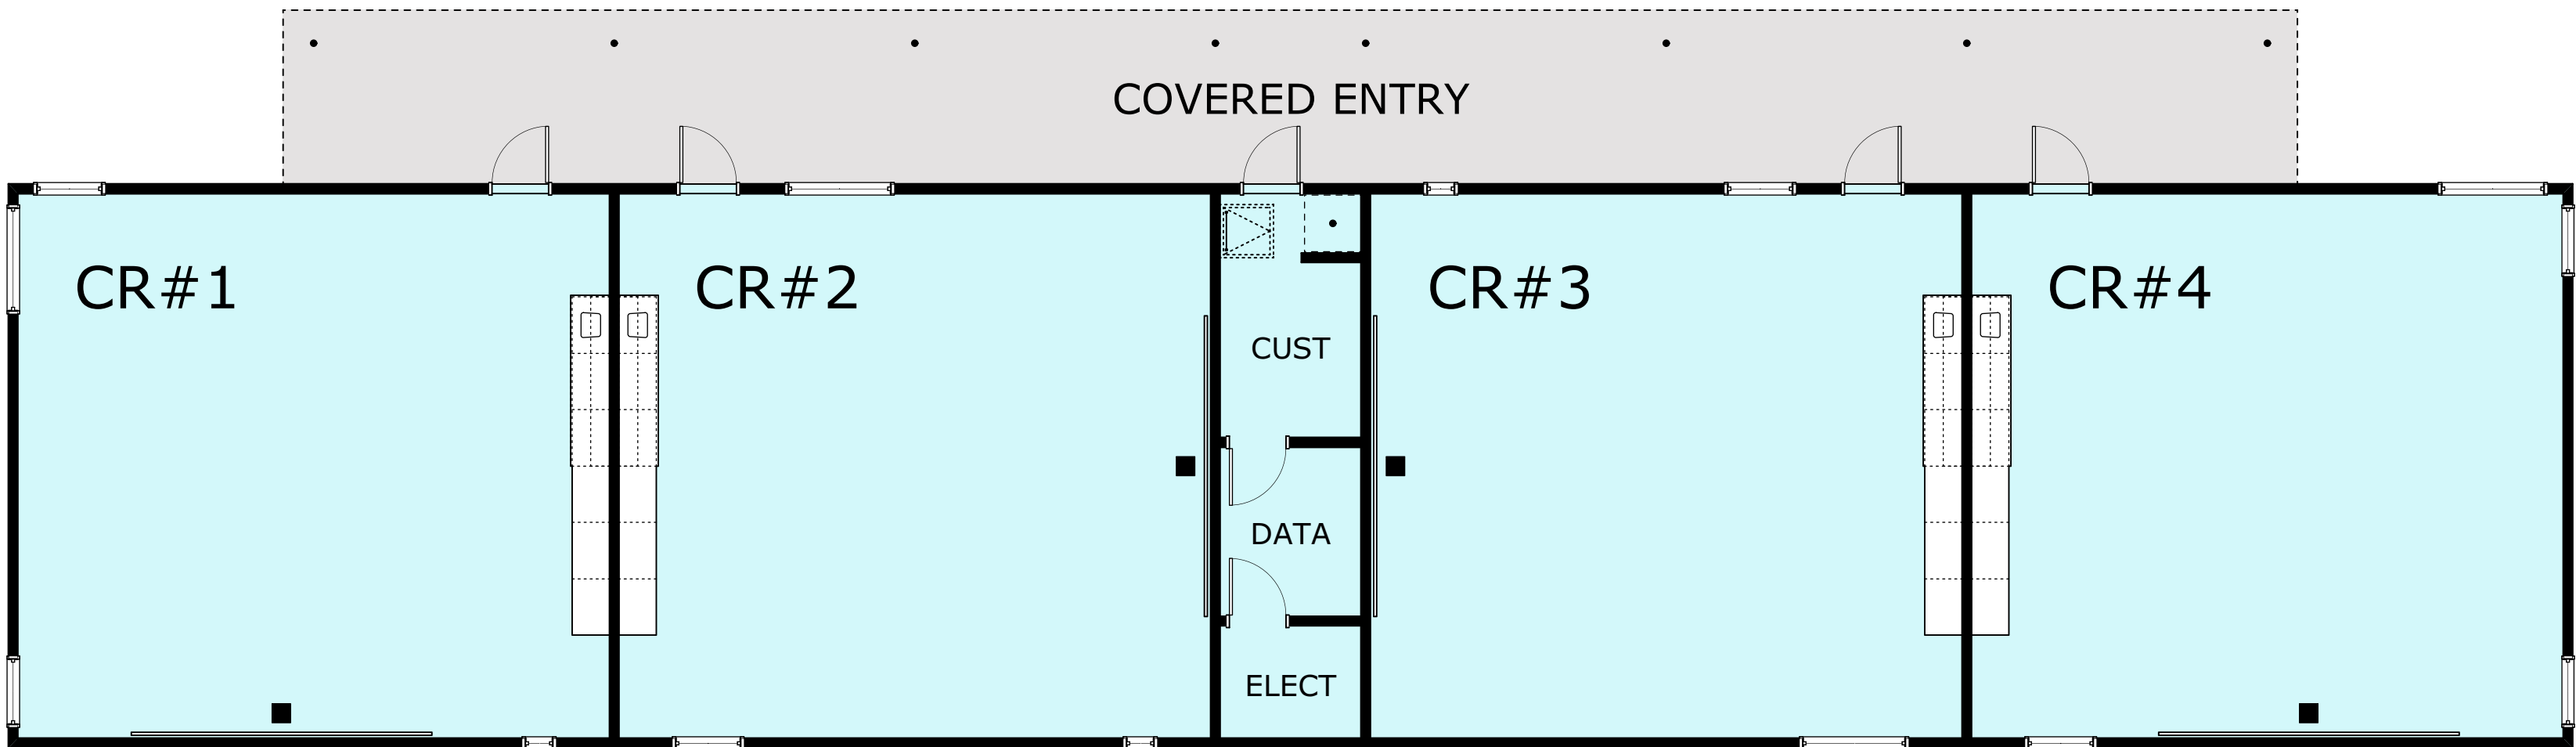 COVERED ENTRY
CR#1
CR#2
CR#3
CR#4
CUST
DATA
ELECT